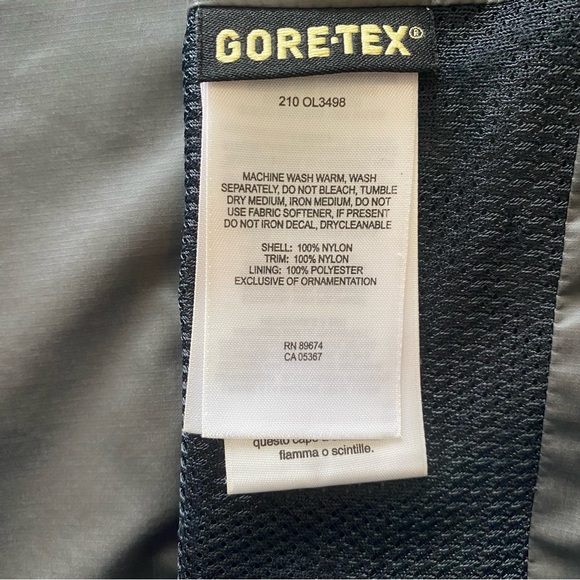 GORE-TEX®
210 OL3498
MACHINE WASH WARM, WASH
SEPARATELY, DO NOT BLEACH, TUMBLE
DRY MEDIUM, IRON MEDIUM, DO NOT
USE FABRIC SOFTENER, IF PRESENT
DO NOT IRON DECAL, DRYCLEANABLE
SHELL: 100% NYLON
TRIM: 100% NYLON
LINING: 100% POLYESTER
EXCLUSIVE OF ORNAMENTATION
RN 89674
CA 05367
questo capo
fiamma o scintille.